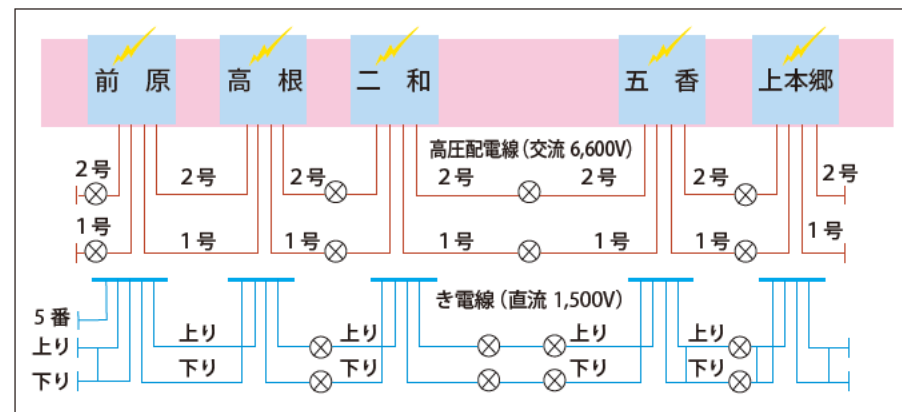 前 原 高 根 二 和 五 香 上本郷
高圧配電線（交流 6,600V）
2号 2号 2号 2号 2号 2号 2号
1号 1号 1号 1号 1号 1号 1号
き電線（直流 1,500V）
5番
上り 上り 上り 上り 上り
下り 下り 下り 下り 下り